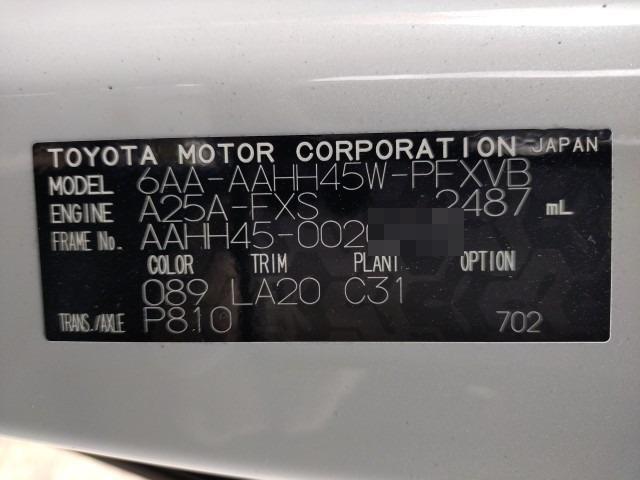 TOYOTA MOTOR CORPORATION JAPAN
MODEL 6AA-AAHH45W-PFXVB
ENGINE A25A-FXS 2487 mL
FRAME No. AAHH45-002
COLOR TRIM PLANT OPTION
089 LA20 C31
TRANS./AXLE P810 702